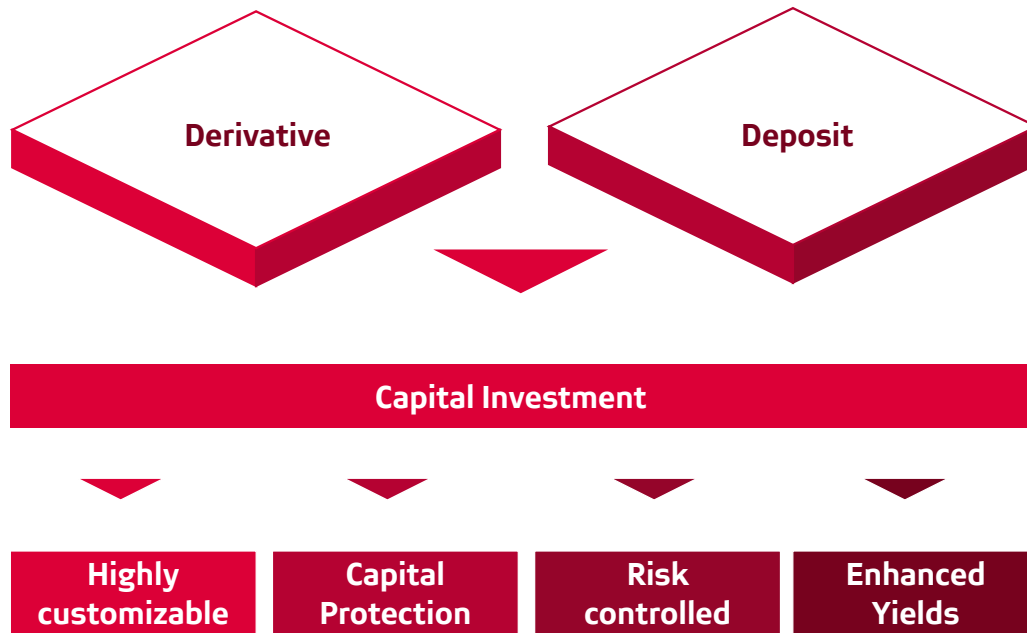 Derivative
Deposit
Capital Investment
Highly
customizable
Capital
Protection
Risk
controlled
Enhanced
Yields